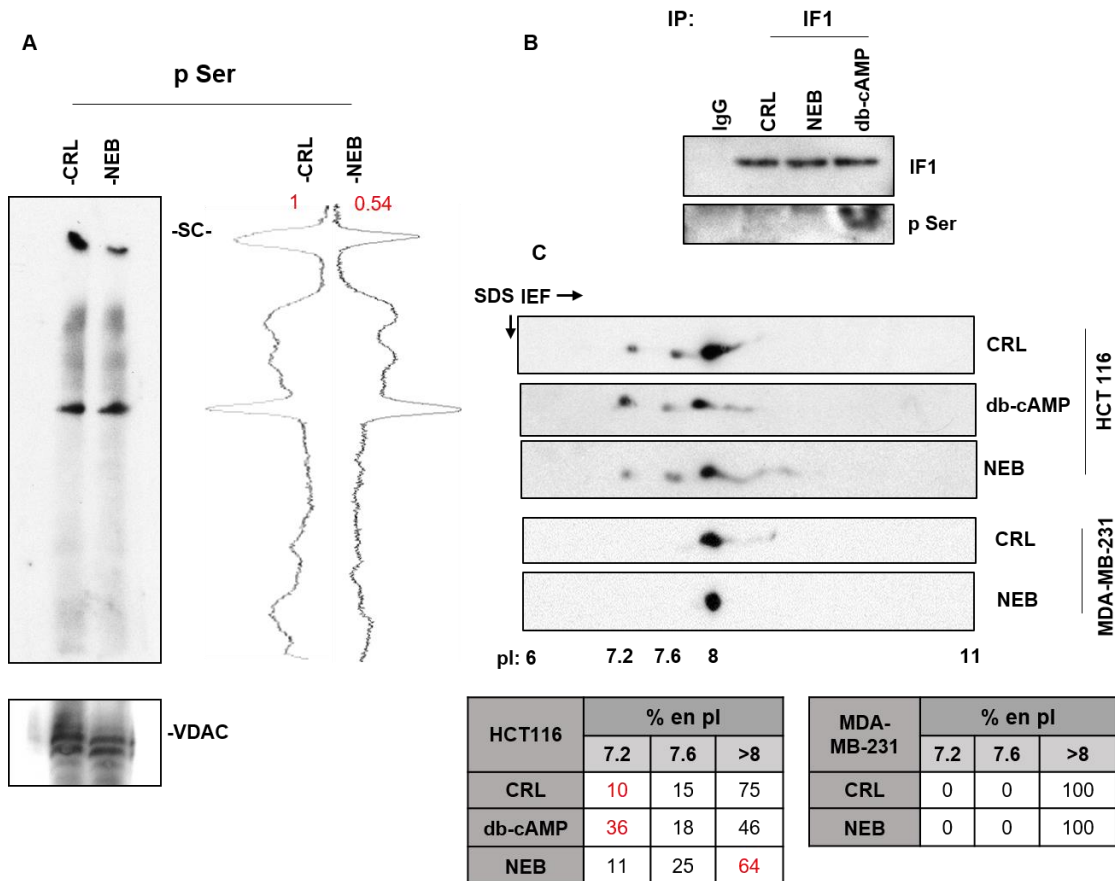 A
p Ser
-CRL
-NEB
-CRL
-NEB
1
0.54
-SC-
-VDAC
B
IP:
IF1
IgG
CRL
NEB
db-cAMP
IF1
p Ser
C
SDS IEF →
CRL
db-cAMP
NEB
HCT 116
CRL
NEB
MDA-MB-231
pI: 6 7.2 7.6 8 11
HCT116 % en pI
7.2 7.6 >8
CRL 10 15 75
db-cAMP 36 18 46
NEB 11 25 64
MDA-
MB-231 % en pI
7.2 7.6 >8
CRL 0 0 100
NEB 0 0 100